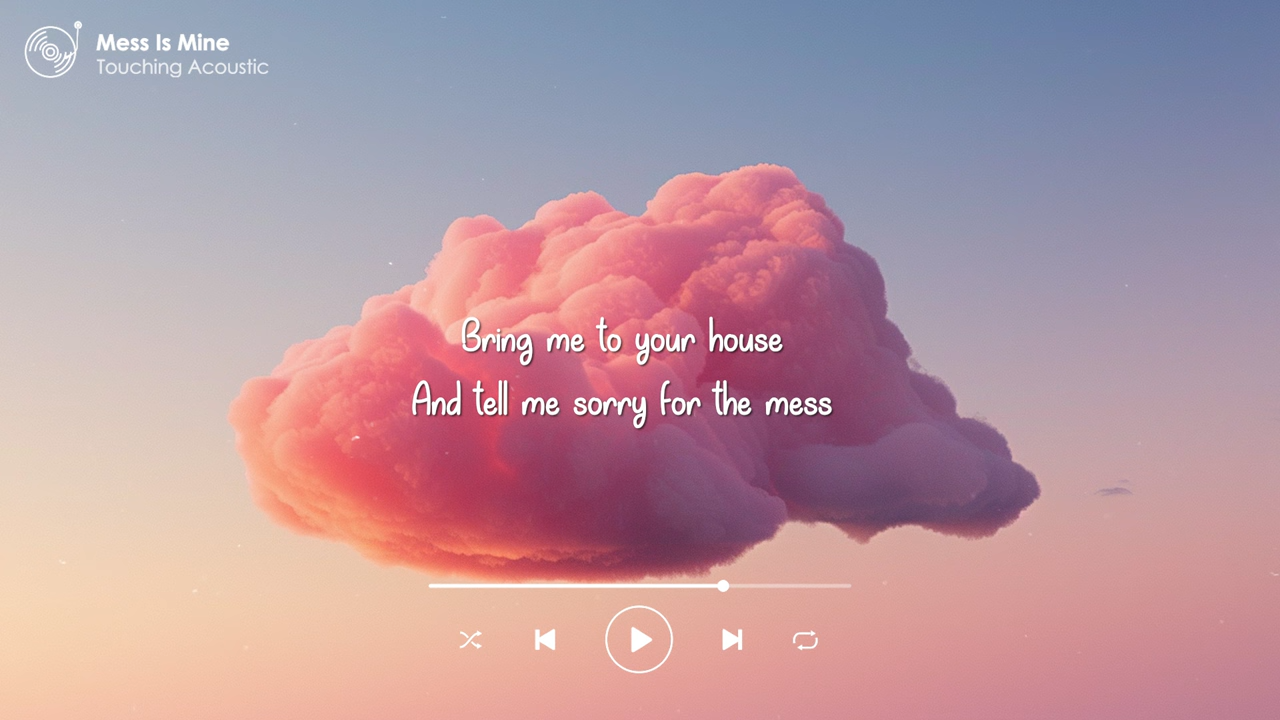 Mess Is Mine
Touching Acoustic
Bring me to your house
And tell me sorry for the mess